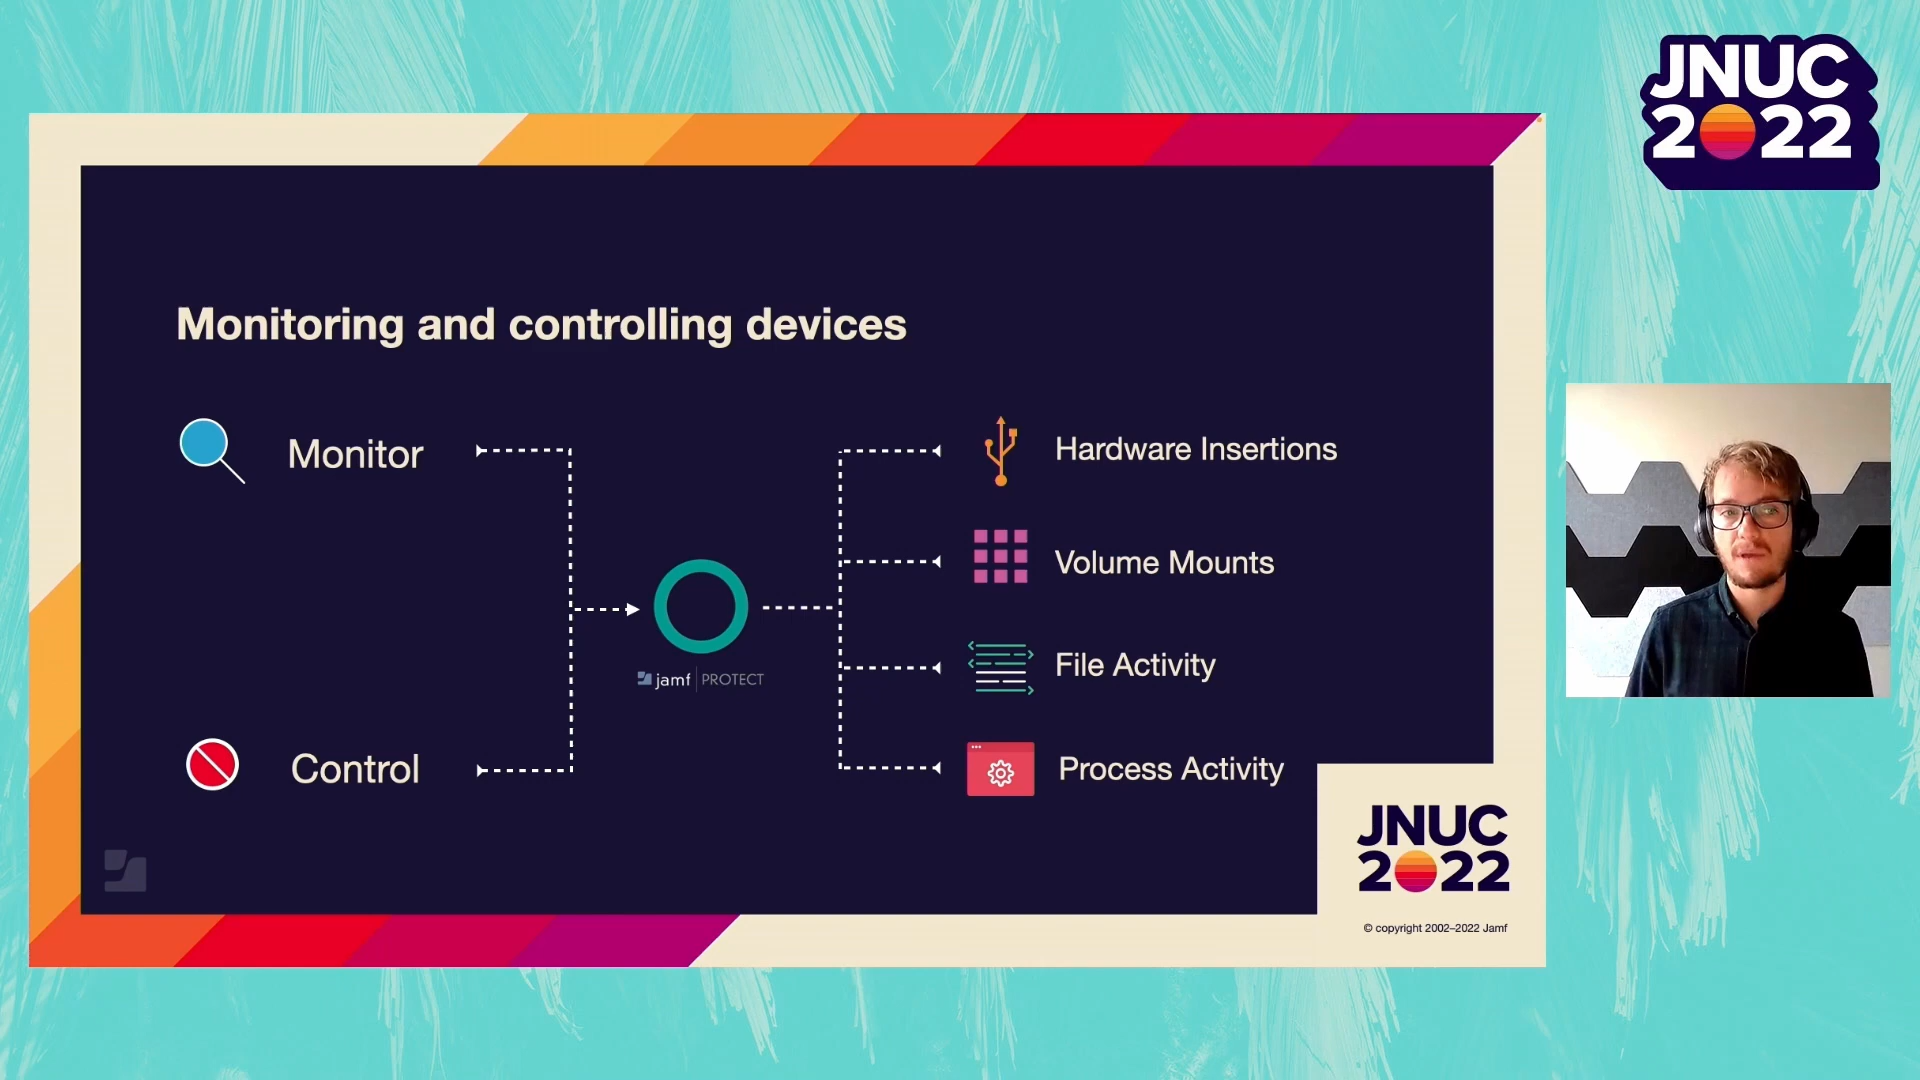 JNUC
2022
Monitoring and controlling devices
Monitor
Hardware Insertions
Volume Mounts
jamf | PROTECT
File Activity
Control
Process Activity
JNUC
2022
© copyright 2002–2022 Jamf